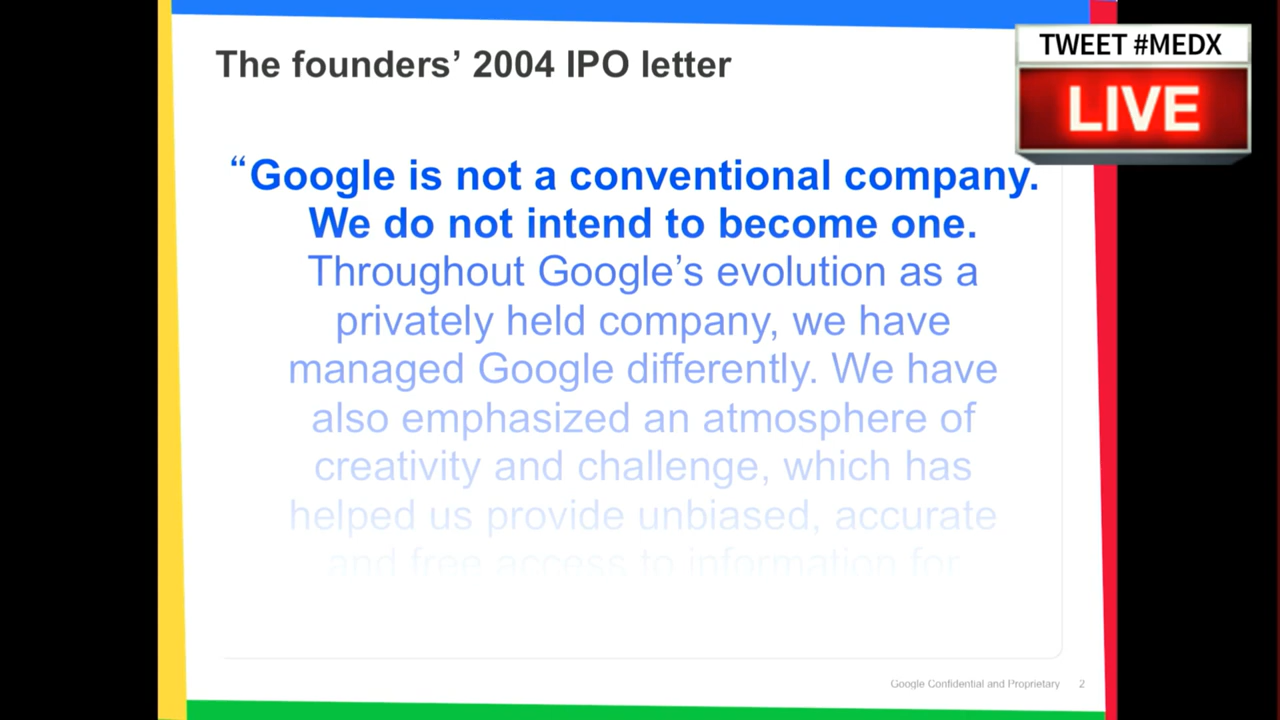 The founders’ 2004 IPO letter
TWEET #MEDX
LIVE
“Google is not a conventional company.
We do not intend to become one.
Throughout Google’s evolution as a
privately held company, we have
managed Google differently. We have
also emphasized an atmosphere of
creativity and challenge, which has
helped us provide unbiased, accurate
and free access to information for
Google Confidential and Proprietary 2